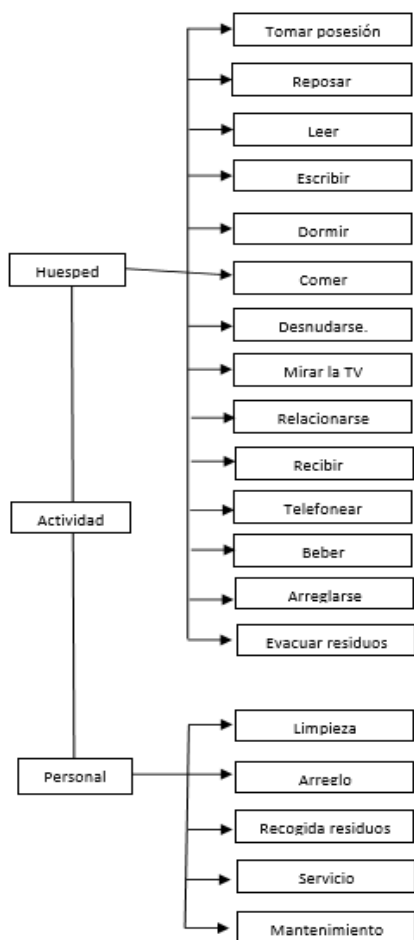 Tomar posesión
Reposar
Leer
Escribir
Dormir
Huesped
Comer
Desnudarse.
Mirar la TV
Relacionarse
Recibir
Actividad
Telefonear
Beber
Arreglarse
Evacuar residuos
Limpieza
Personal
Arreglo
Recogida residuos
Servicio
Mantenimiento